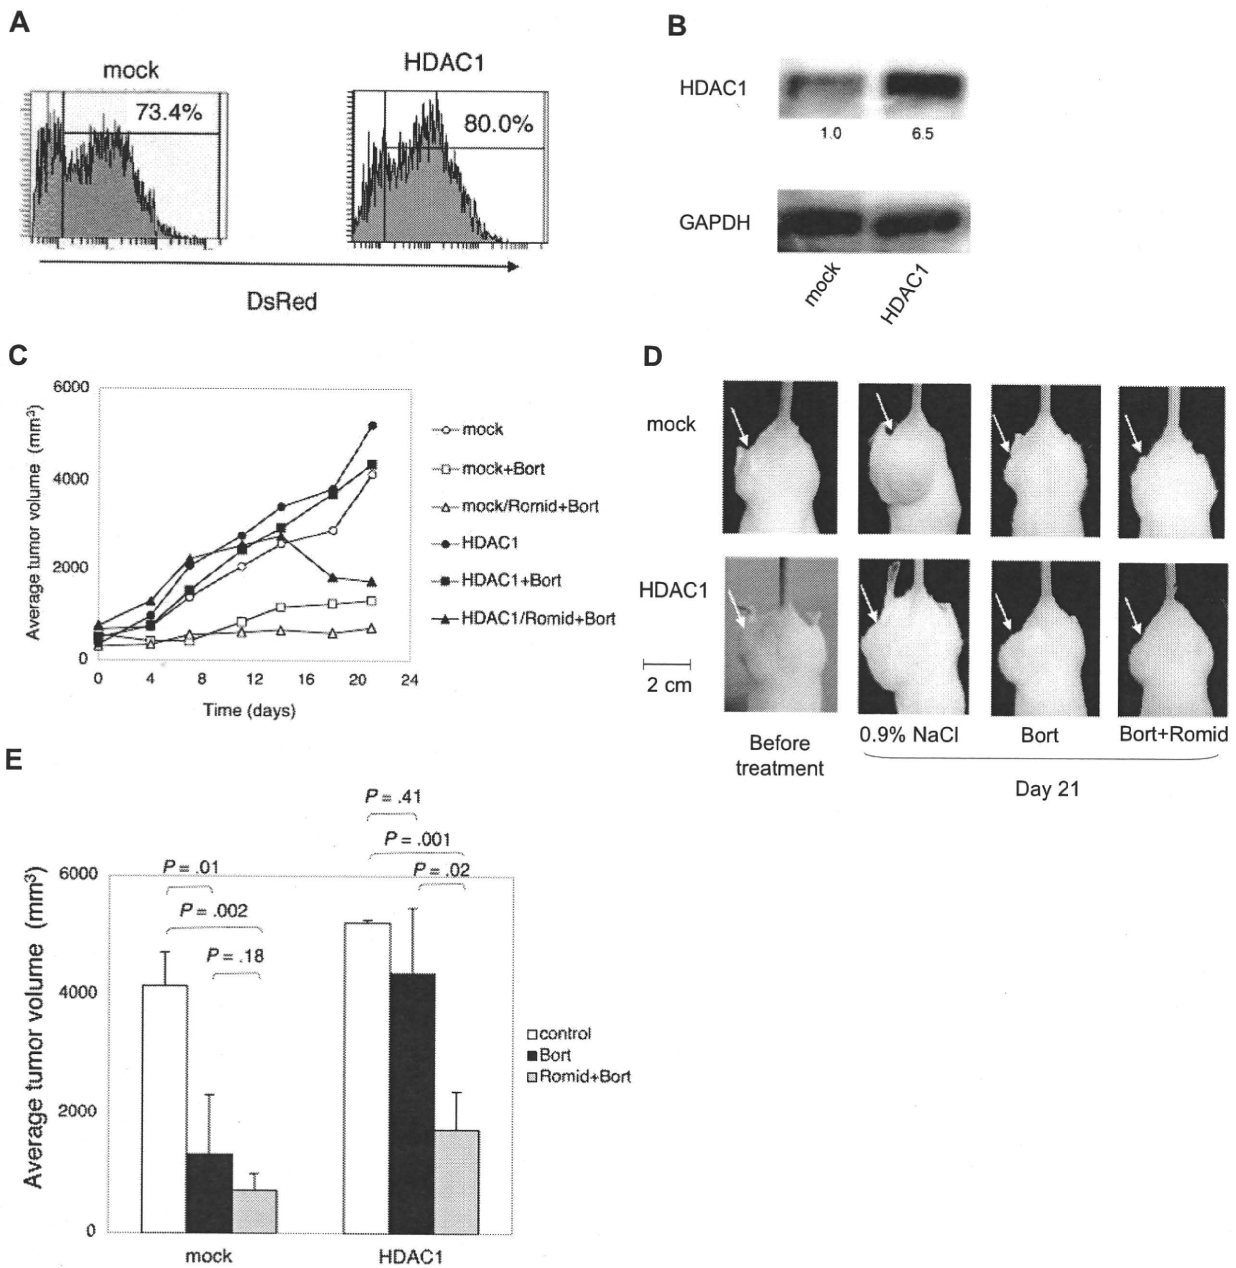 A
mock
73.4%
HDAC1
80.0%
DsRed
B
HDAC1
1.0 6.5
GAPDH
mock HDAC1
C
Average tumor volume (mm³)
6000
4000
2000
0
0 4 8 12 16 20 24
Time (days)
mock
mock+Bort
mock/Romid+Bort
HDAC1
HDAC1+Bort
HDAC1/Romid+Bort
D
mock
HDAC1
2 cm
Before
treatment
0.9% NaCl Bort Bort+Romid
Day 21
E
Average tumor volume (mm³)
6000
4000
2000
0
P = .01
P = .002
P = .18
P = .41
P = .001
P = .02
mock HDAC1
control
Bort
Romid+Bort